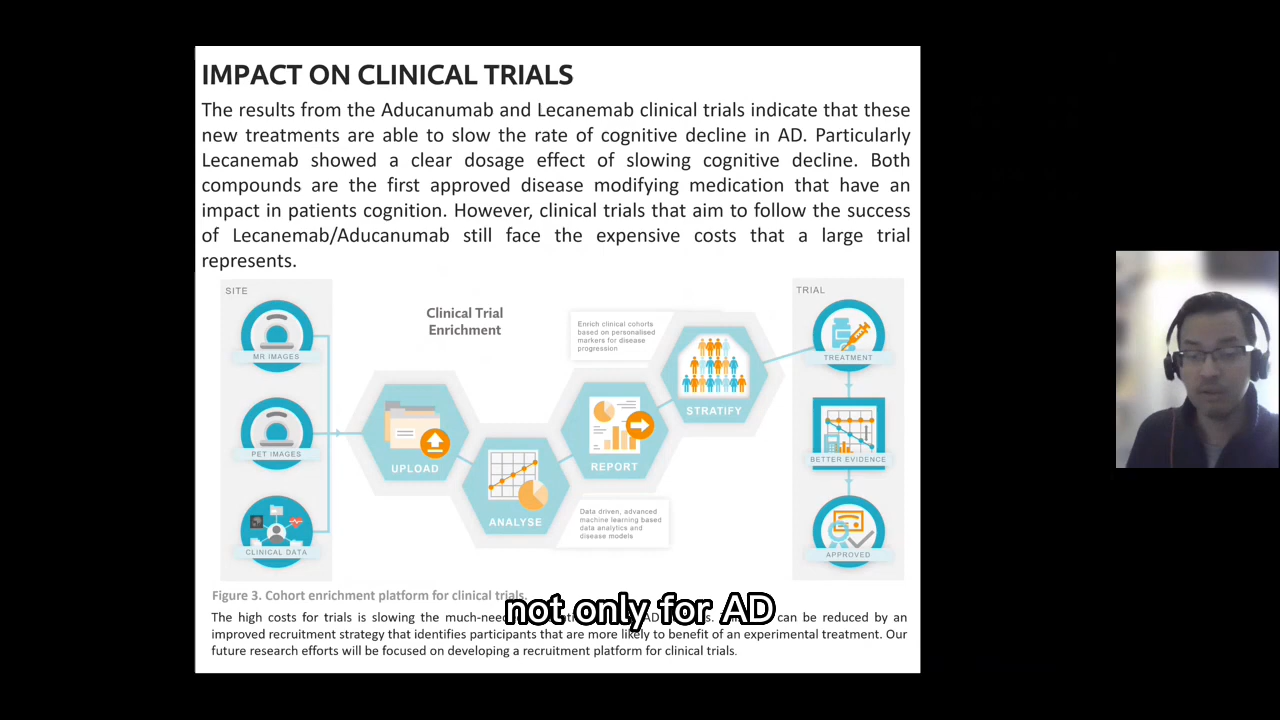 IMPACT ON CLINICAL TRIALS
The results from the Aducanumab and Lecanemab clinical trials indicate that these
new treatments are able to slow the rate of cognitive decline in AD. Particularly
Lecanemab showed a clear dosage effect of slowing cognitive decline. Both
compounds are the first approved disease modifying medication that have an
impact in patients cognition. However, clinical trials that aim to follow the success
of Lecanemab/Aducanumab still face the expensive costs that a large trial
represents.
SITE
MR IMAGES
PET IMAGES
CLINICAL DATA
Clinical Trial
Enrichment
UPLOAD
ANALYSE
Data driven, advanced
machine learning based
data analytics and
disease models
REPORT
Enrich clinical cohorts
based on personalised
markers for disease
progression
STRATIFY
TRIAL
TREATMENT
BETTER EVIDENCE
APPROVED
Figure 3. Cohort enrichment platform for clinical trials.
not only for AD
The high costs for trials is slowing the can be reduced by an
improved recruitment strategy that identifies participants that are more likely to benefit of an experimental treatment. Our
future research efforts will be focused on developing a recruitment platform for clinical trials.